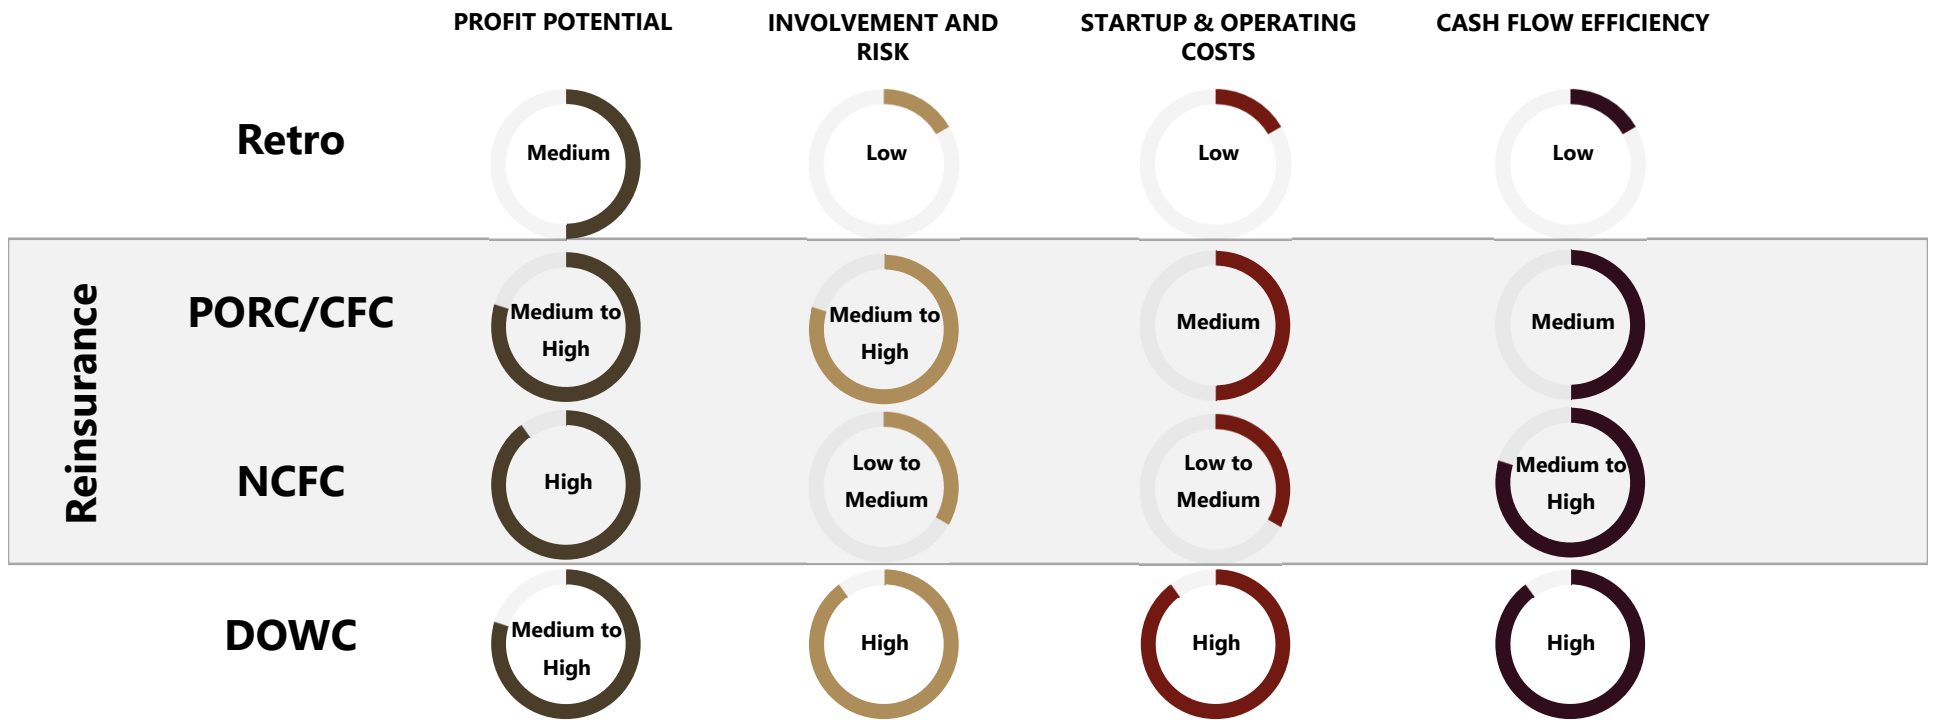 PROFIT POTENTIAL
INVOLVEMENT AND
RISK
STARTUP & OPERATING
COSTS
CASH FLOW EFFICIENCY
Retro
Medium
Low
Low
Low
Reinsurance
PORC/CFC
Medium to
High
Medium to
High
Medium
Medium
NCFC
High
Low to
Medium
Low to
Medium
Medium to
High
DOWC
Medium to
High
High
High
High